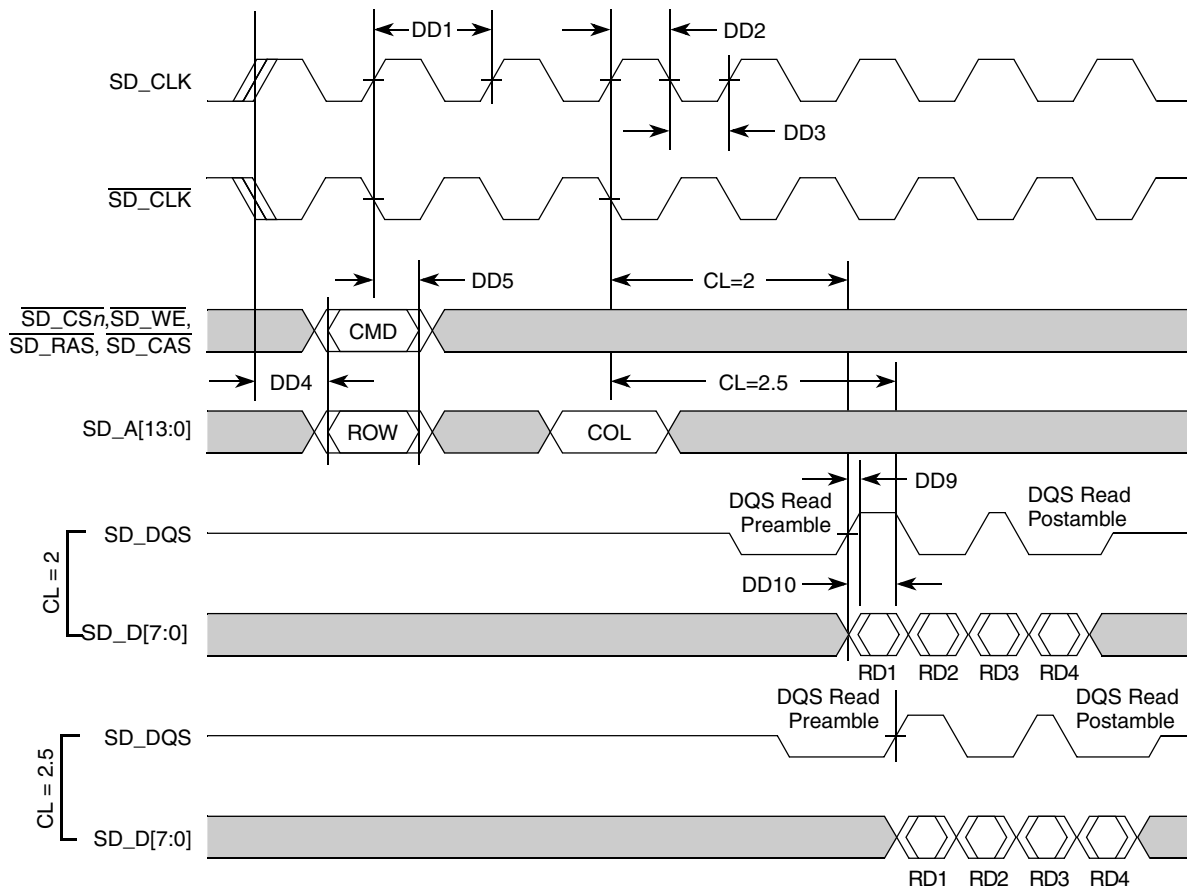 DD1
DD2
SD_CLK
DD3
SD_CLK
DD5
CL=2
SD_CSn,SD_WE,
SD_RAS, SD_CAS
CMD
DD4
CL=2.5
SD_A[13:0]
ROW
COL
DD9
DQS Read
Preamble
DQS Read
Postamble
SD_DQS
CL = 2
DD10
SD_D[7:0]
RD1 RD2 RD3 RD4
DQS Read
Preamble
DQS Read
Postamble
SD_DQS
CL = 2.5
SD_D[7:0]
RD1 RD2 RD3 RD4